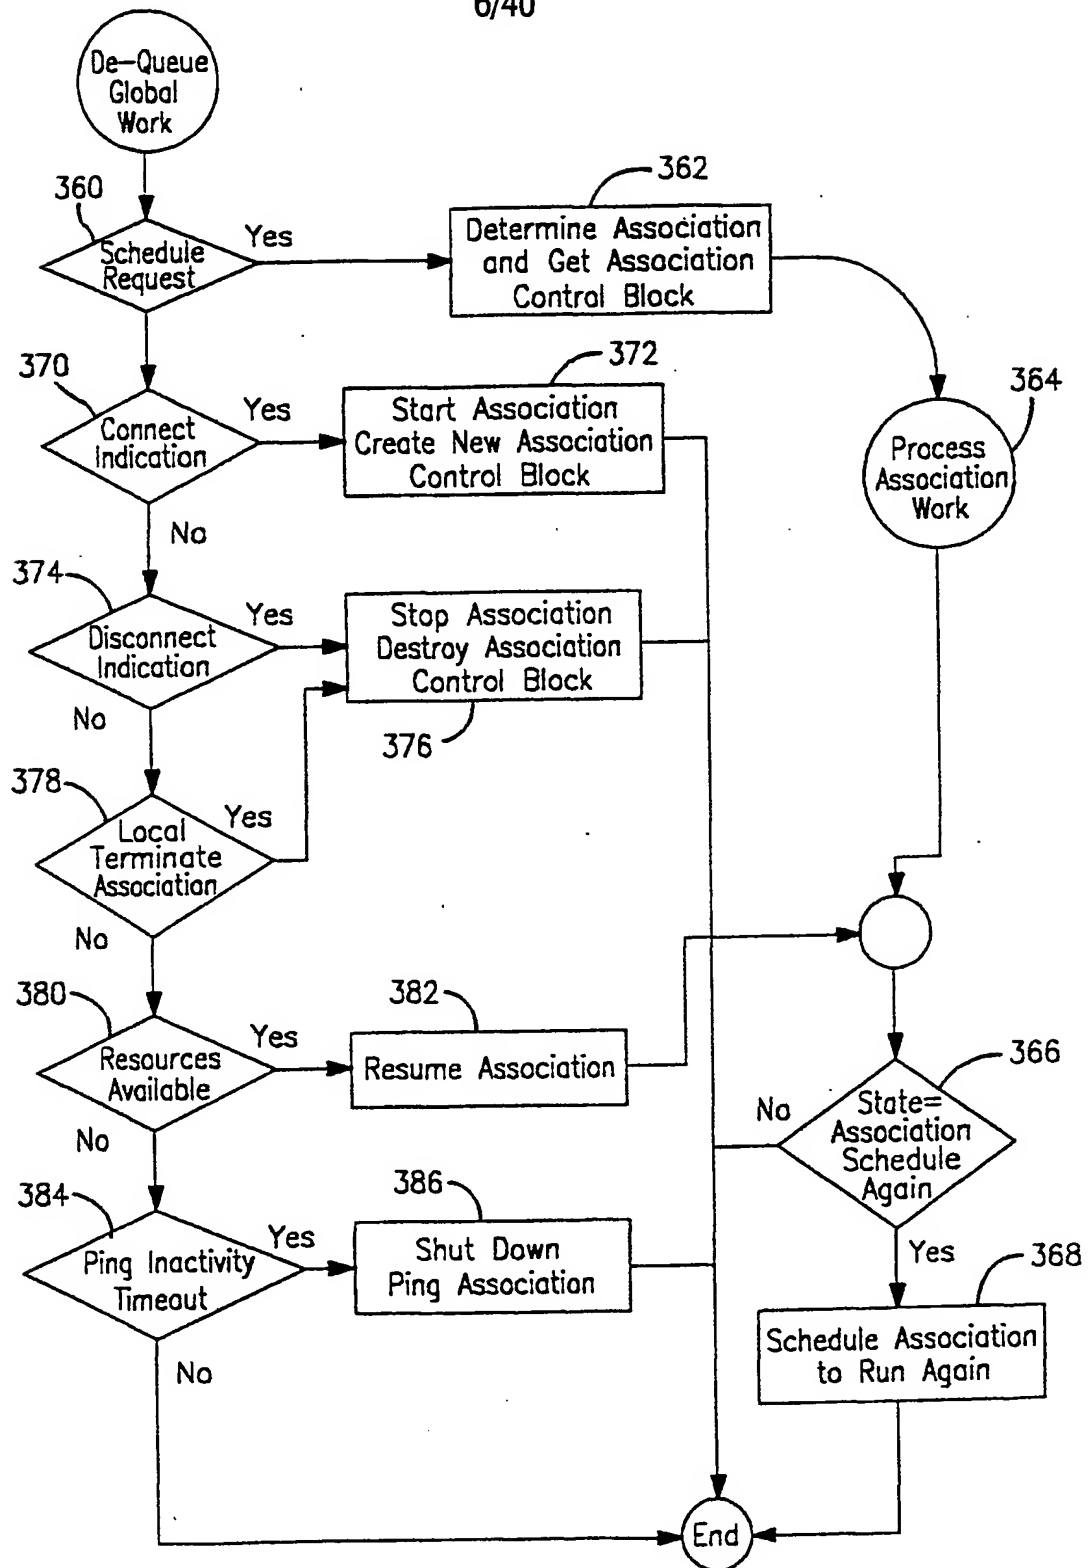 6/40
De-Queue
Global
Work
360
Schedule
Request
Yes
362
Determine Association
and Get Association
Control Block
370
Connect
Indication
Yes
372
Start Association
Create New Association
Control Block
364
Process
Association
Work
No
374
Disconnect
Indication
Yes
Stop Association
Destroy Association
Control Block
376
No
378
Local
Terminate
Association
Yes
No
380
Resources
Available
Yes
382
Resume Association
366
State=
Association
Schedule
Again
No
No
384
Ping Inactivity
Timeout
Yes
386
Shut Down
Ping Association
Yes
368
Schedule Association
to Run Again
No
End